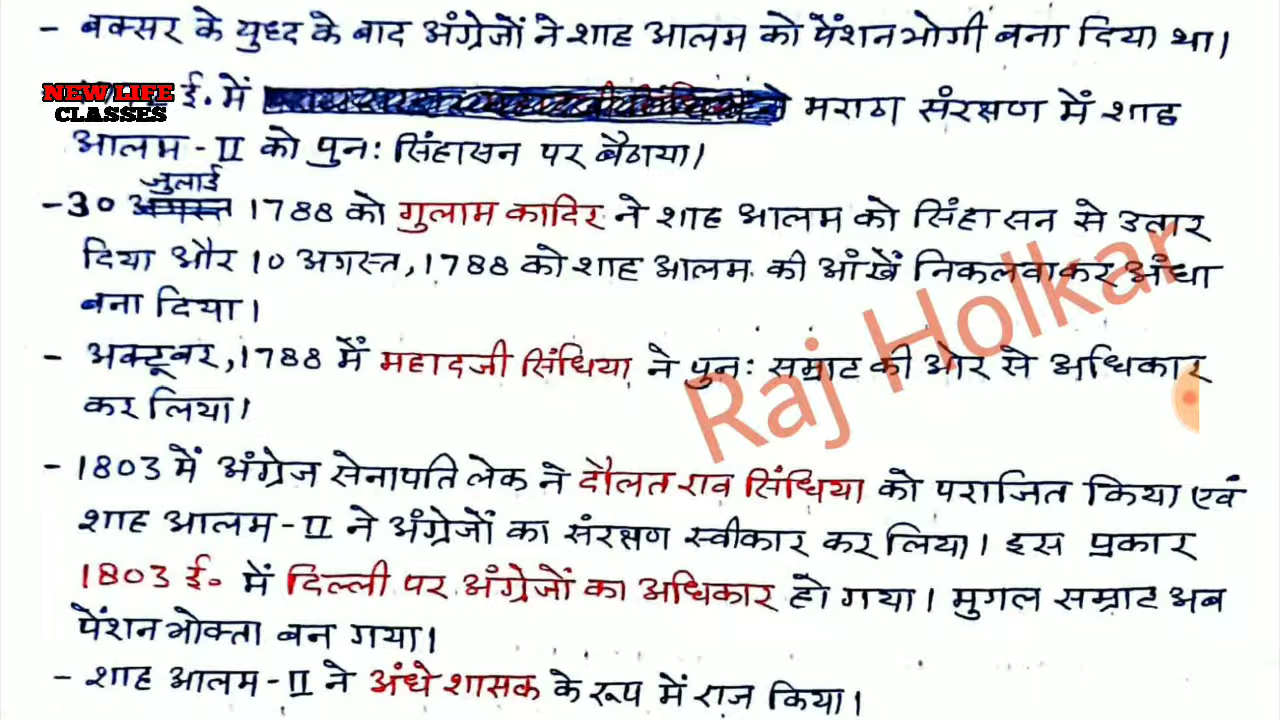 - बक्सर के युध्द के बाद अंग्रेजों ने शाह आलम को पेंशनभोगी बना दिया था।
NEW LIFE
CLASSES
ई. में मराठा संरक्षण में शाह
आलम-II को पुनः सिंहासन पर बैठाया।
जुलाई
-30 अगस्त 1788 को गुलाम कादिर ने शाह आलम को सिंहासन से उतार
दिया और 10 अगस्त, 1788 को शाह आलम की आंखें निकलवाकर अंधा
बना दिया।
- अक्टूबर, 1788 में महादजी सिंधिया ने पुनः सम्राट की ओर से अधिकार
कर लिया।
- 1803 में अंग्रेज सेनापति लेक ने दौलत राव सिंधिया को पराजित किया एवं
शाह आलम-II ने अंग्रेजों का संरक्षण स्वीकार कर लिया। इस प्रकार
1803 ई. में दिल्ली पर अंग्रेजों का अधिकार हो गया। मुगल सम्राट अब
पेंशनभोक्ता बन गया।
- शाह आलम-II ने अंधे शासक के रूप में राज किया।
Raj Holkar